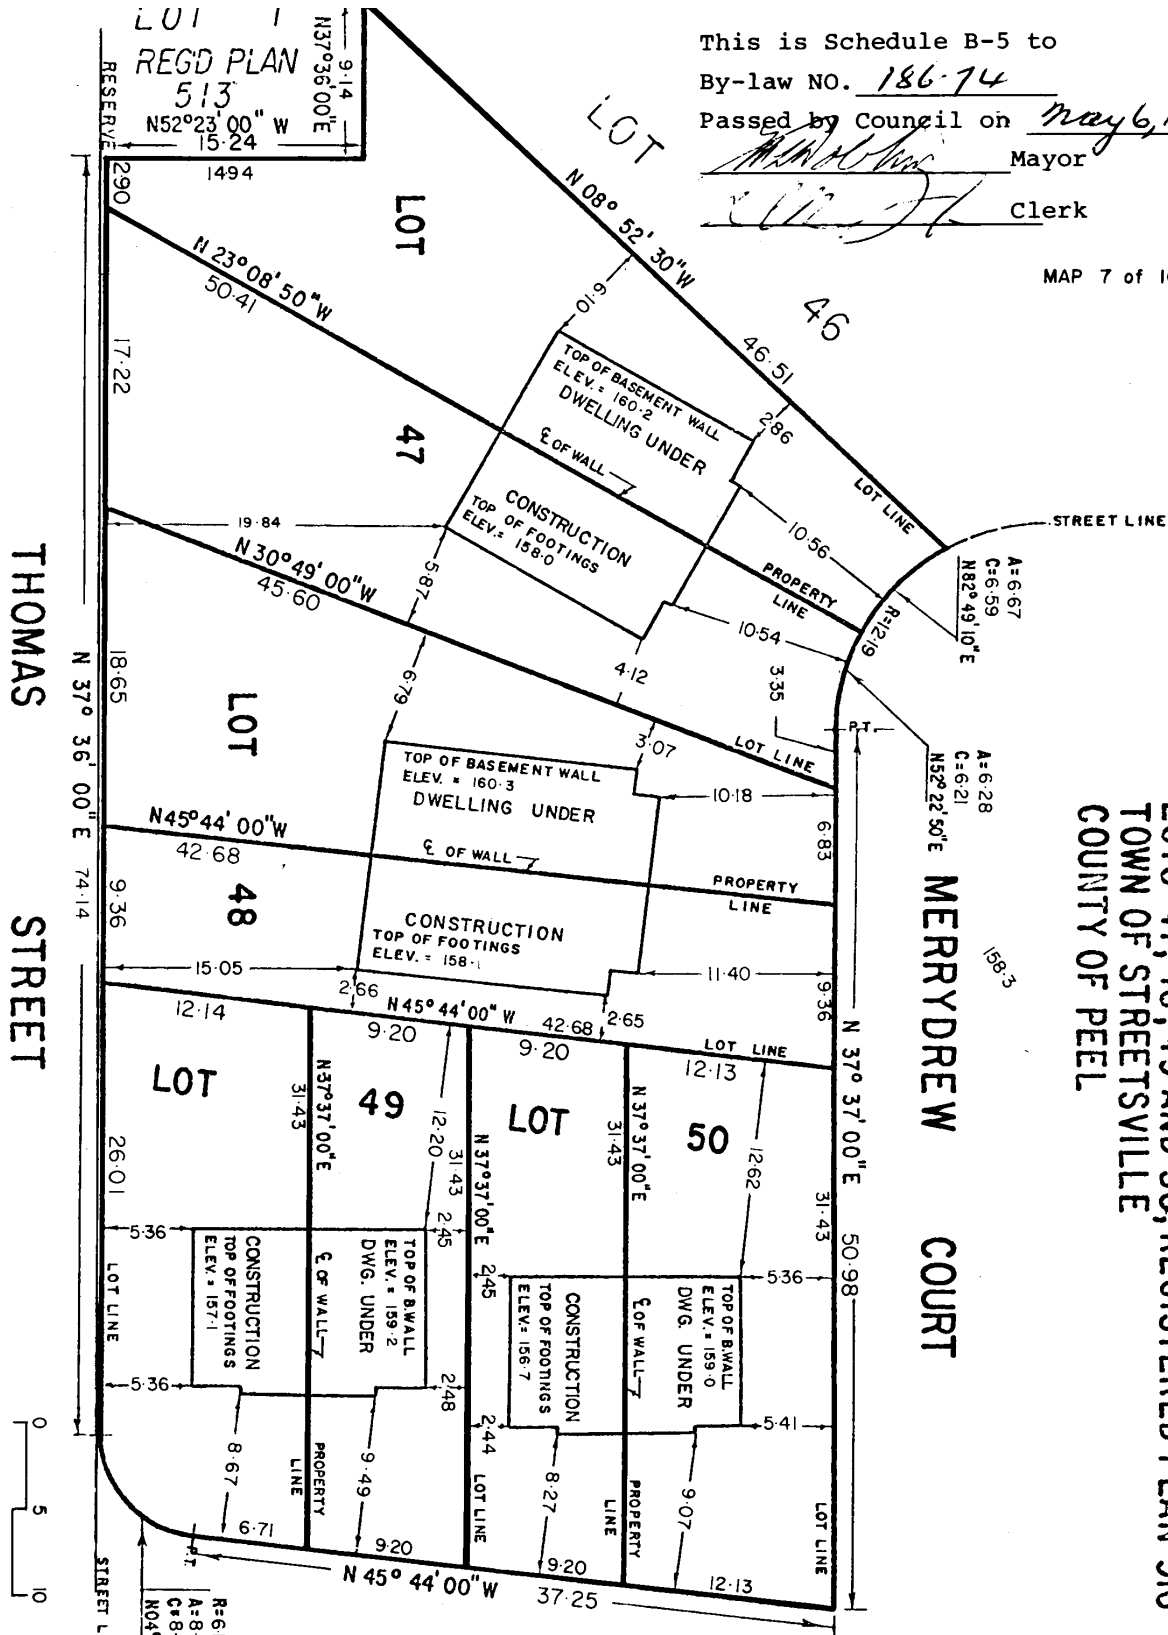 This is Schedule B-5 to
By-law NO. 186-74
Passed by Council on May 6,
Mayor
Clerk
MAP 7 of
LOT 1
REG'D PLAN
513
N52°23'00" W
15.24
N37°36'00"E
9.14
RESERVE
1494
2.90
LOT
LOT
46
N 08° 52' 30"W
46.51
N 23°08'50"W
50.41
17.22
6.10
TOP OF BASEMENT WALL
ELEV. = 160.2
DWELLING UNDER
2.86
℄ OF WALL
47
CONSTRUCTION
TOP OF FOOTINGS
ELEV. = 158.0
LOT LINE
10.56
STREET LINE
A=6.67
C=6.59
N82° 49' 10"E
19.84
N 30°49'00"W
45.60
5.87
PROPERTY
LINE
R=12.19
10.54
4.12
3.35
P.T.
A=6.28
C=6.21
N52° 22' 50"E
THOMAS STREET
N 37° 36' 00"E 74.14
18.65
LOT
6.79
3.07
LOT LINE
TOP OF BASEMENT WALL
ELEV. = 160.3
DWELLING UNDER
10.18
6.83
N45°44'00"W
42.68
℄ OF WALL
PROPERTY
LINE
48
9.36
CONSTRUCTION
TOP OF FOOTINGS
ELEV. = 158.1
15.05
11.40
9.36
158.3
2.66
N45°44'00" W
42.68
2.65
LOT LINE
12.14
9.20
9.20
12.13
MERRYDREW COURT
N 37° 37' 00"E 50.98
TOWN OF STREETSVILLE
COUNTY OF PEEL
LOT
49
LOT
50
N37°37'00"E
31.43
12.20
31.43
N37°37'00"E
N37°37'00"E
31.43
12.62
31.43
26.01
5.36
2.45
2.45
5.36
CONSTRUCTION
TOP OF FOOTINGS
ELEV. = 157.1
℄ OF WALL
TOP OF B.WALL
ELEV. = 159.2
DWG. UNDER
CONSTRUCTION
TOP OF FOOTINGS
ELEV. = 156.7
℄ OF WALL
TOP OF B.WALL
ELEV. = 159.0
DWG. UNDER
LOT LINE
5.36
2.48
2.44
5.41
8.67
PROPERTY
LINE
9.49
LOT LINE
8.27
PROPERTY
LINE
9.07
LOT LINE
6.71
9.20
9.20
12.13
P.T.
N 45° 44' 00"W
37.25
0 5 10